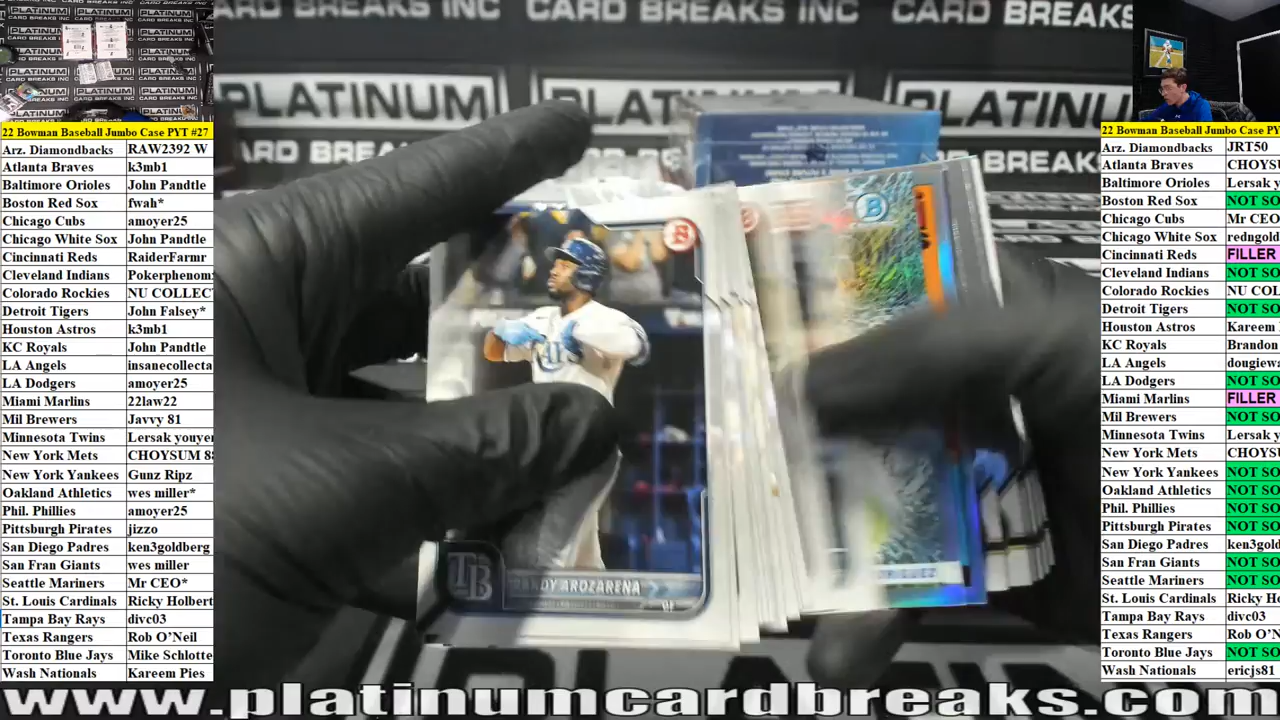 PLATINUM
CARD BREAKS INC
22 Bowman Baseball Jumbo Case PYT #27
Arz. Diamondbacks RAW2392 W
Atlanta Braves k3mb1
Baltimore Orioles John Pandtle
Boston Red Sox fwah*
Chicago Cubs amoyer25
Chicago White Sox John Pandtle
Cincinnati Reds RaiderFarmr
Cleveland Indians Pokerphenom
Colorado Rockies NU COLLEC
Detroit Tigers John Falsey*
Houston Astros k3mb1
KC Royals John Pandtle
LA Angels insanecollecta
LA Dodgers amoyer25
Miami Marlins 22law22
Mil Brewers Javvy 81
Minnesota Twins Lersak youyer
New York Mets CHOYSUM 88
New York Yankees Gunz Ripz
Oakland Athletics wes miller*
Phil. Phillies amoyer25
Pittsburgh Pirates jizzo
San Diego Padres ken3goldberg
San Fran Giants wes miller
Seattle Mariners Mr CEO*
St. Louis Cardinals Ricky Holbert
Tampa Bay Rays divc03
Texas Rangers Rob O'Neil
Toronto Blue Jays Mike Schlotte
Wash Nationals Kareem Pies
CARD BREAKS
PLATINUM
PLATINUM
ARD BREAKS INC
B
B
TB
RANDY AROZARENA
22 Bowman Baseball Jumbo Case PY
Arz. Diamondbacks JRT50
Atlanta Braves CHOYSU
Baltimore Orioles Lersak y
Boston Red Sox NOT SO
Chicago Cubs Mr CEO
Chicago White Sox redngold
Cincinnati Reds FILLER
Cleveland Indians NOT SO
Colorado Rockies NU COL
Detroit Tigers NOT SO
Houston Astros Kareem
KC Royals Brandon
LA Angels dougiewa
LA Dodgers NOT SO
Miami Marlins FILLER
Mil Brewers NOT SO
Minnesota Twins Lersak y
New York Mets CHOYSU
New York Yankees NOT SO
Oakland Athletics NOT SO
Phil. Phillies NOT SO
Pittsburgh Pirates NOT SO
San Diego Padres ken3gold
San Fran Giants NOT SO
Seattle Mariners NOT SO
St. Louis Cardinals Ricky Ho
Tampa Bay Rays divc03
Texas Rangers Rob O'N
Toronto Blue Jays NOT SO
Wash Nationals ericjs81
www.platinumcardbreaks.com